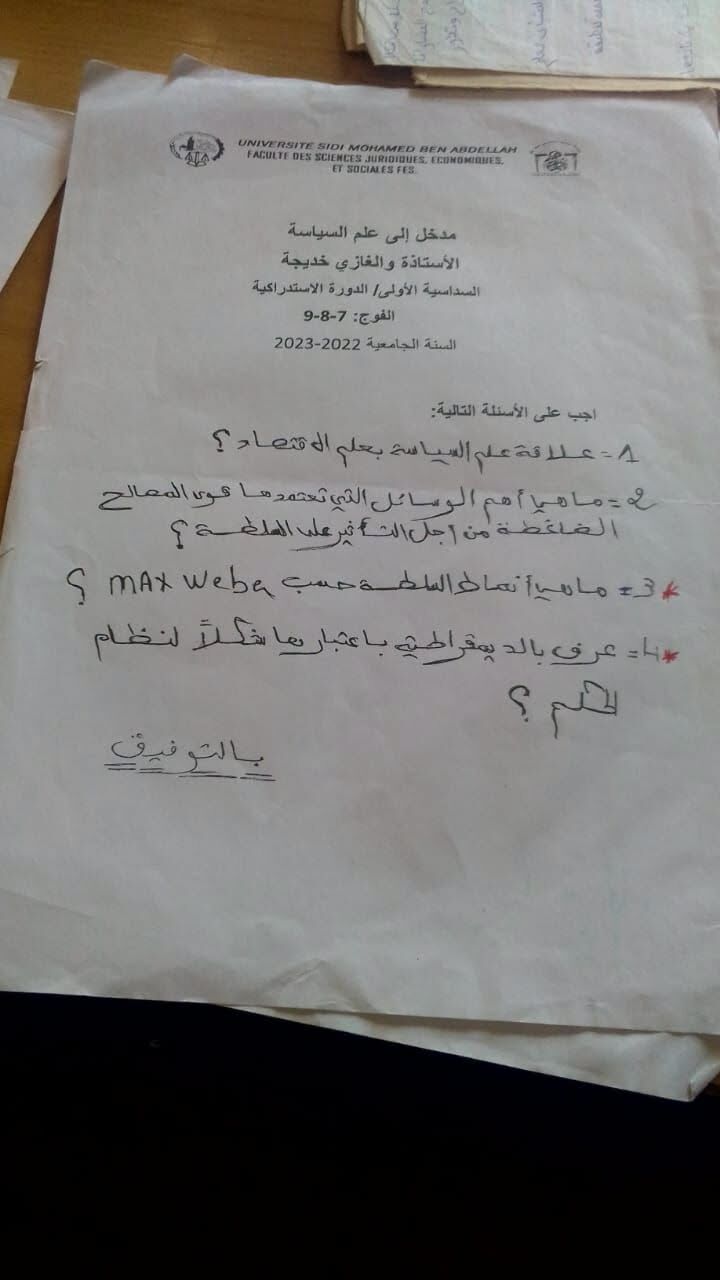 UNIVERSITE SIDI MOHAMED BEN ABDELLAH
FACULTE DES SCIENCES JURIDIQUES, ECONOMIQUES,
ET SOCIALES FES.
مدخل إلى علم السياسة
الأستاذة والغازي خديجة
السداسية الأولى/ الدورة الاستدراكية
الفوج: 7-8-9
السنة الجامعية 2022-2023
اجب على الأسئلة التالية:
1= علاقة علم السياسة بعلم الاقتصاد ؟
2= ماهي أهم الوسائل التي تعتمدها قوى المصالح
الضاغطة من أجل التأثير على السلطة ؟
*3= ماهي أنماط السلطة حسب MAX Weber ؟
*4= عرف بالديمقراطية باعتبارها شكلاً لنظام
الحكم ؟
بالتوفيق